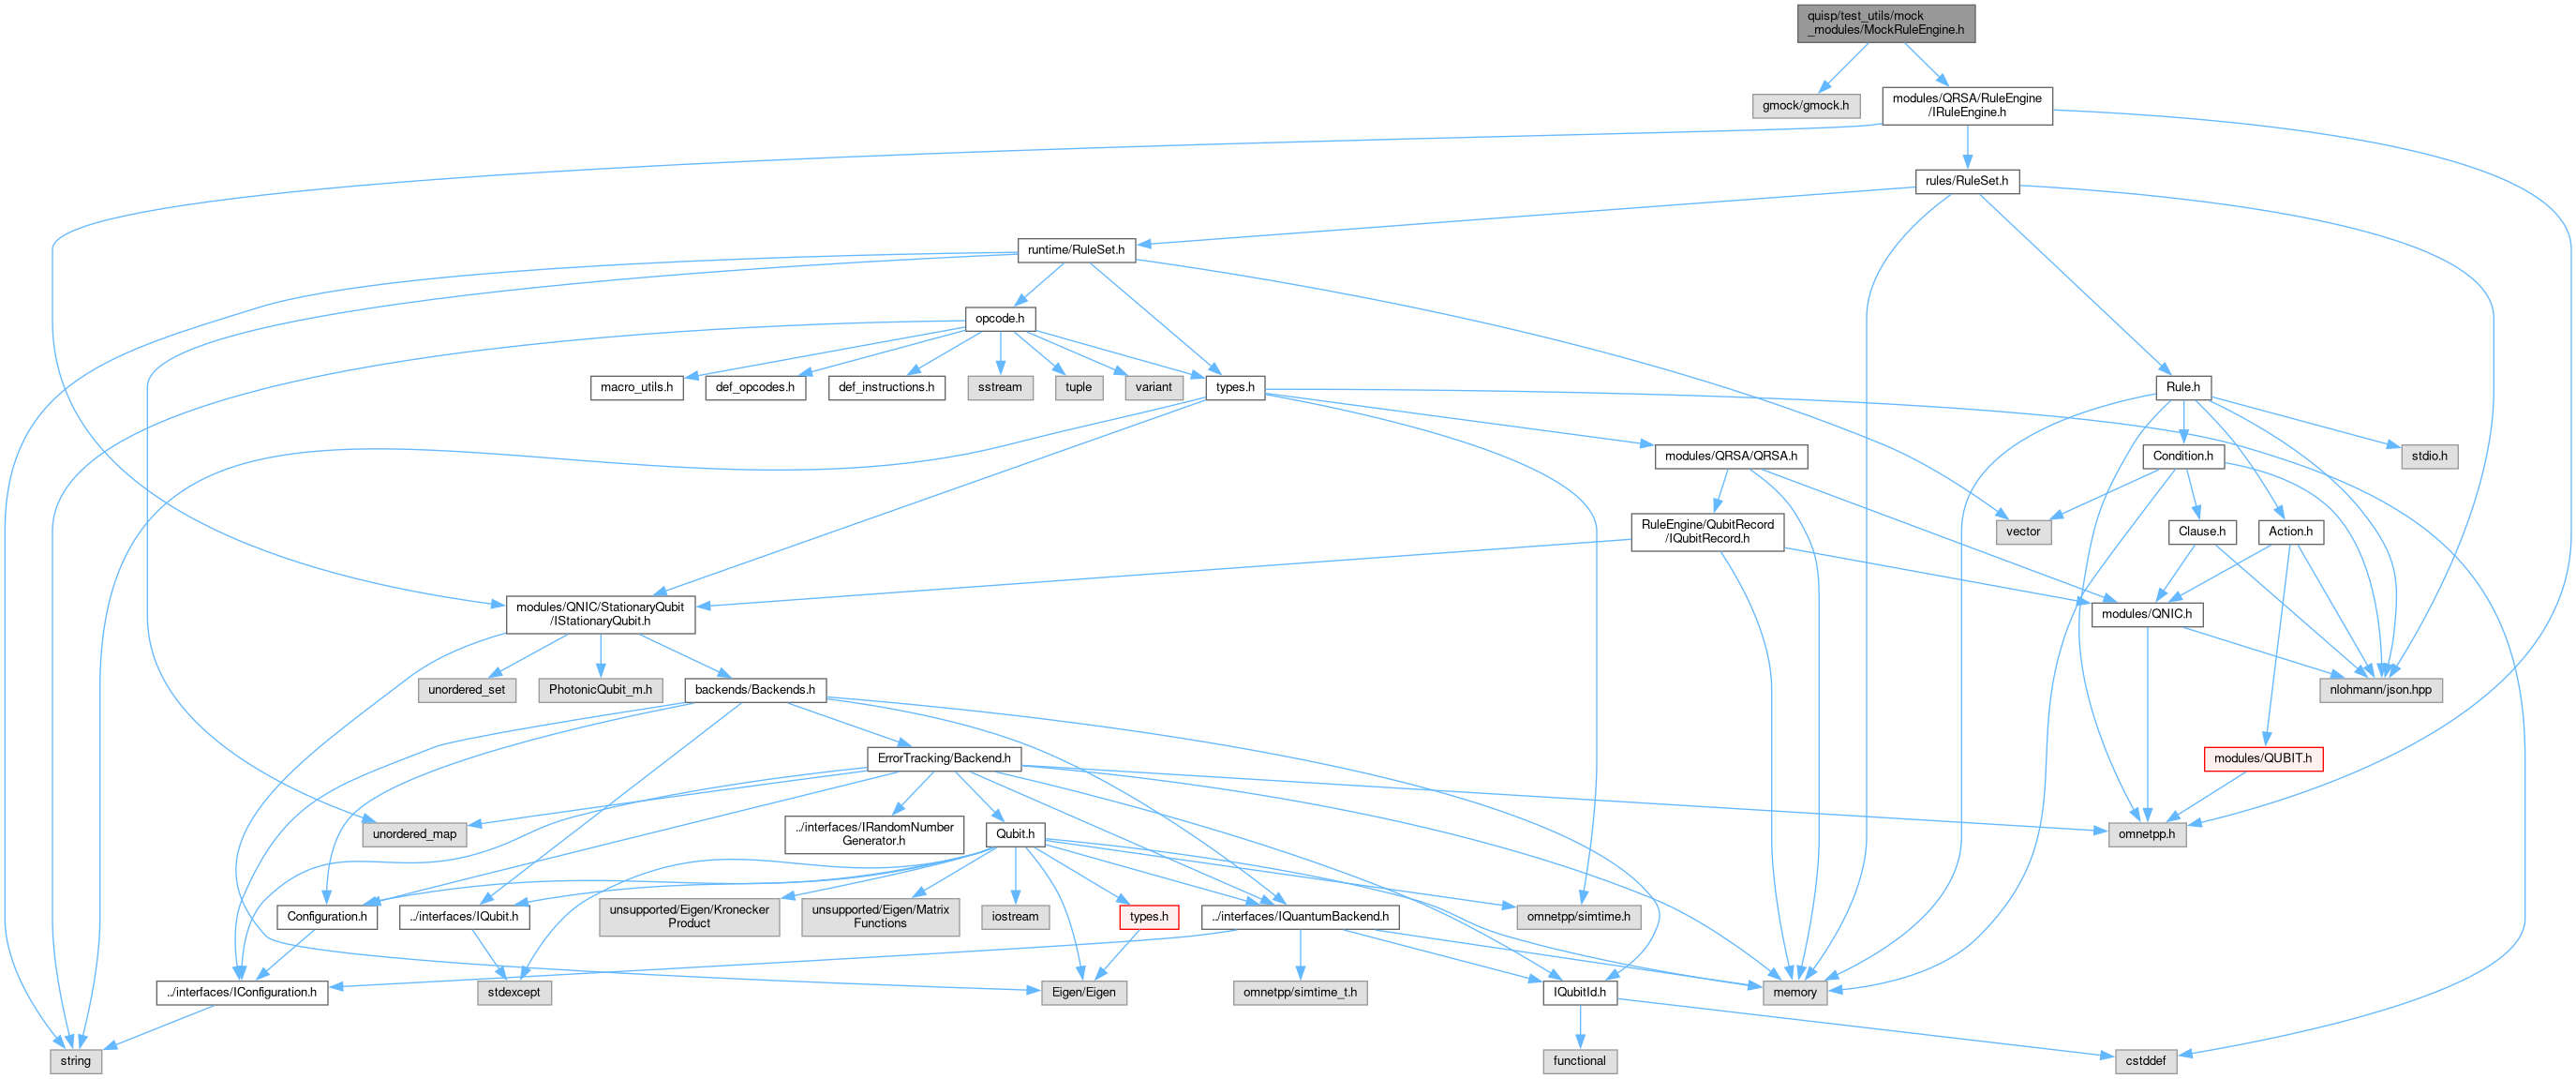 quisp/test_utils/mock
_modules/MockRuleEngine.h
gmock/gmock.h
modules/QRSA/RuleEngine
/IRuleEngine.h
rules/RuleSet.h
runtime/RuleSet.h
opcode.h
macro_utils.h
def_opcodes.h
def_instructions.h
sstream
tuple
variant
types.h
Rule.h
modules/QRSA/QRSA.h
Condition.h
stdio.h
RuleEngine/QubitRecord
/IQubitRecord.h
vector
Clause.h
Action.h
modules/QNIC/StationaryQubit
/IStationaryQubit.h
modules/QNIC.h
unordered_set
PhotonicQubit_m.h
backends/Backends.h
nlohmann/json.hpp
ErrorTracking/Backend.h
modules/QUBIT.h
unordered_map
../interfaces/IRandomNumber
Generator.h
Qubit.h
omnetpp.h
Configuration.h
../interfaces/IQubit.h
unsupported/Eigen/Kronecker
Product
unsupported/Eigen/Matrix
Functions
iostream
types.h
../interfaces/IQuantumBackend.h
omnetpp/simtime.h
../interfaces/IConfiguration.h
stdexcept
Eigen/Eigen
omnetpp/simtime_t.h
IQubitId.h
memory
string
functional
cstddef